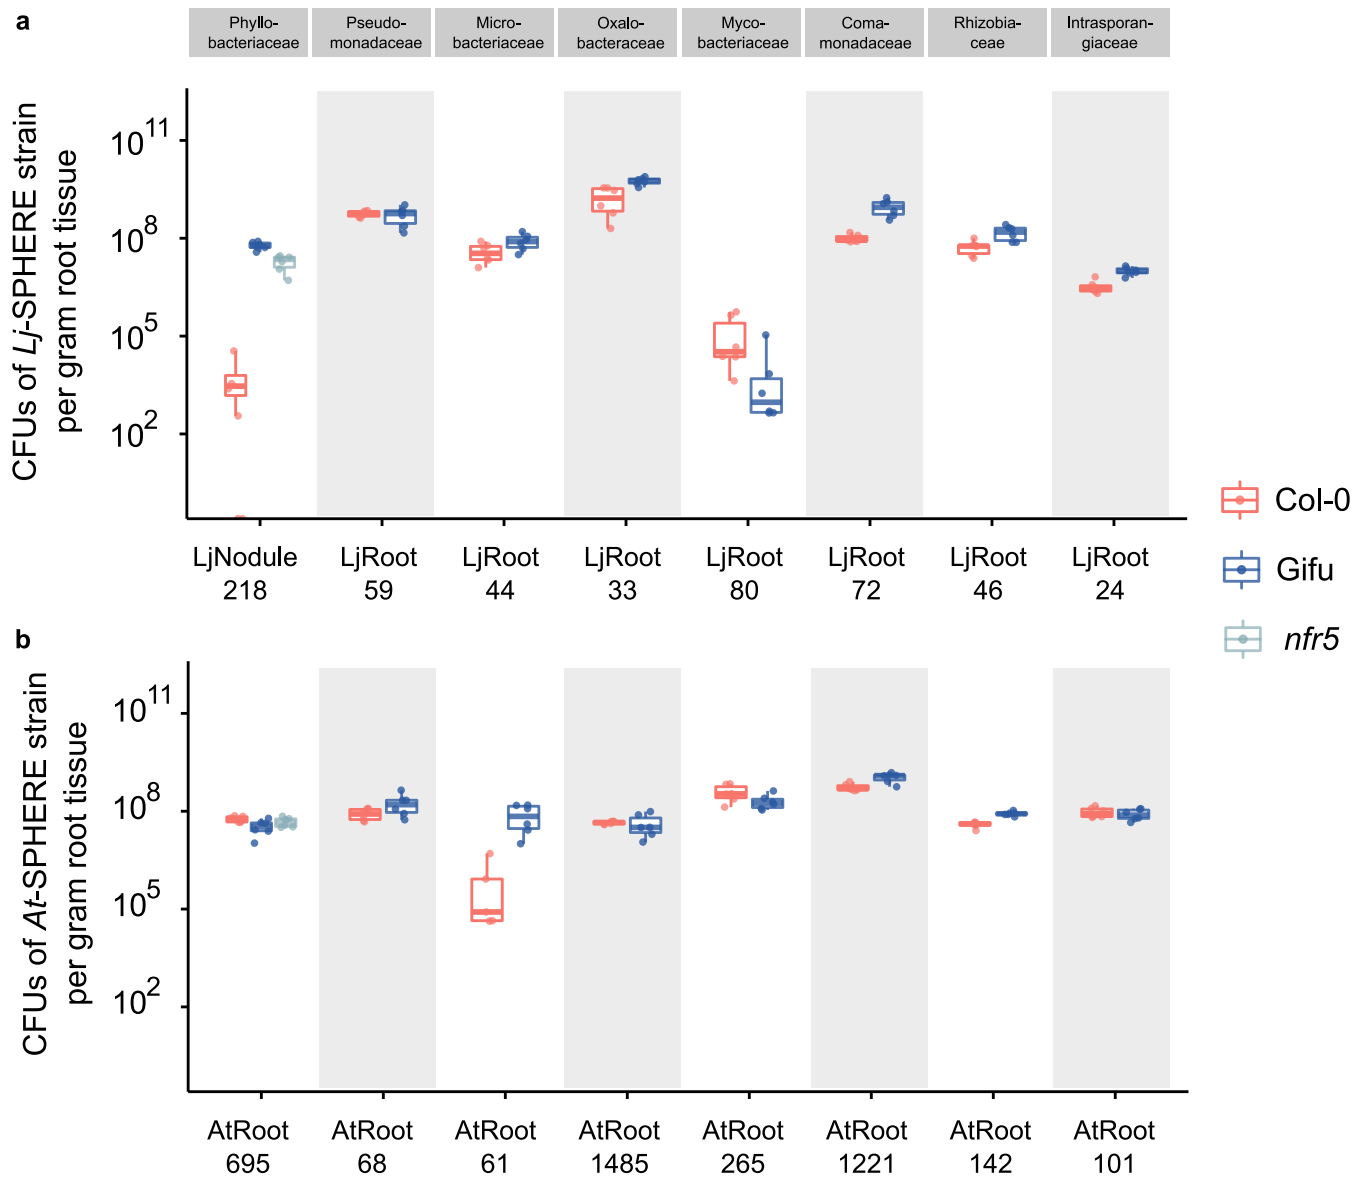 a
Phyllo-
bacteriaceae
Pseudo-
monadaceae
Micro-
bacteriaceae
Oxalo-
bacteraceae
Myco-
bacteriaceae
Coma-
monadaceae
Rhizobia-
ceae
Intrasporan-
giaceae
CFUs of Lj-SPHERE strain
per gram root tissue
10^11
10^8
10^5
10^2
LjNodule
218
LjRoot
59
LjRoot
44
LjRoot
33
LjRoot
80
LjRoot
72
LjRoot
46
LjRoot
24
Col-0
Gifu
nfr5
b
CFUs of At-SPHERE strain
per gram root tissue
10^11
10^8
10^5
10^2
AtRoot
695
AtRoot
68
AtRoot
61
AtRoot
1485
AtRoot
265
AtRoot
1221
AtRoot
142
AtRoot
101